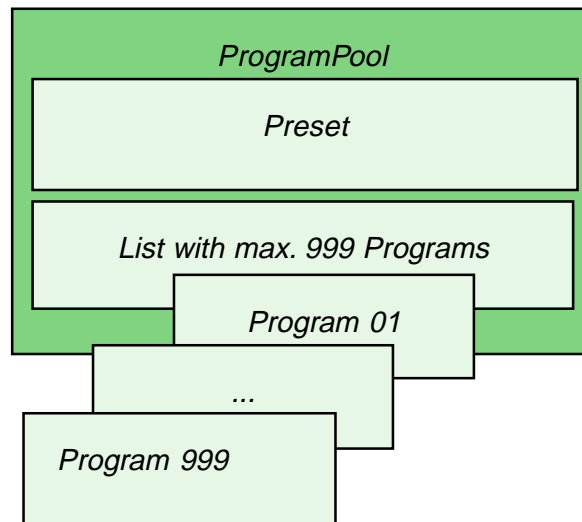 ProgramPool
Preset
List with max. 999 Programs
Program 01
...
Program 999